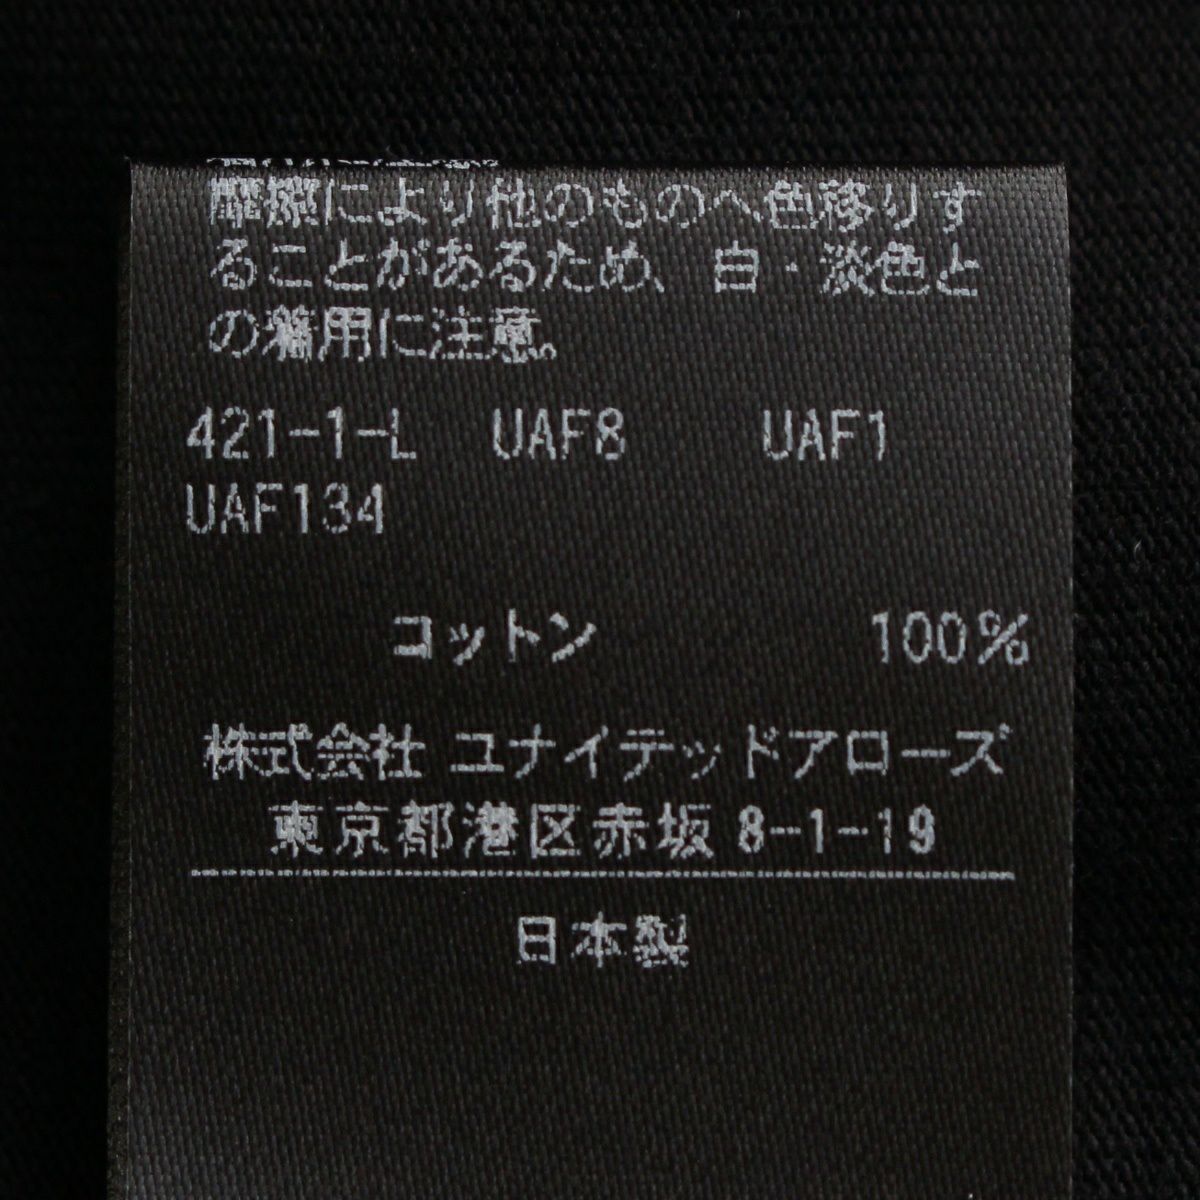 摩擦により他のものへ色移りす
ることがあるため、白・淡色と
の着用に注意。
421-1-L UAF8 UAF1
UAF134
コットン 100%
株式会社 ユナイテッドアローズ
東京都港区赤坂 8-1-19
日本製